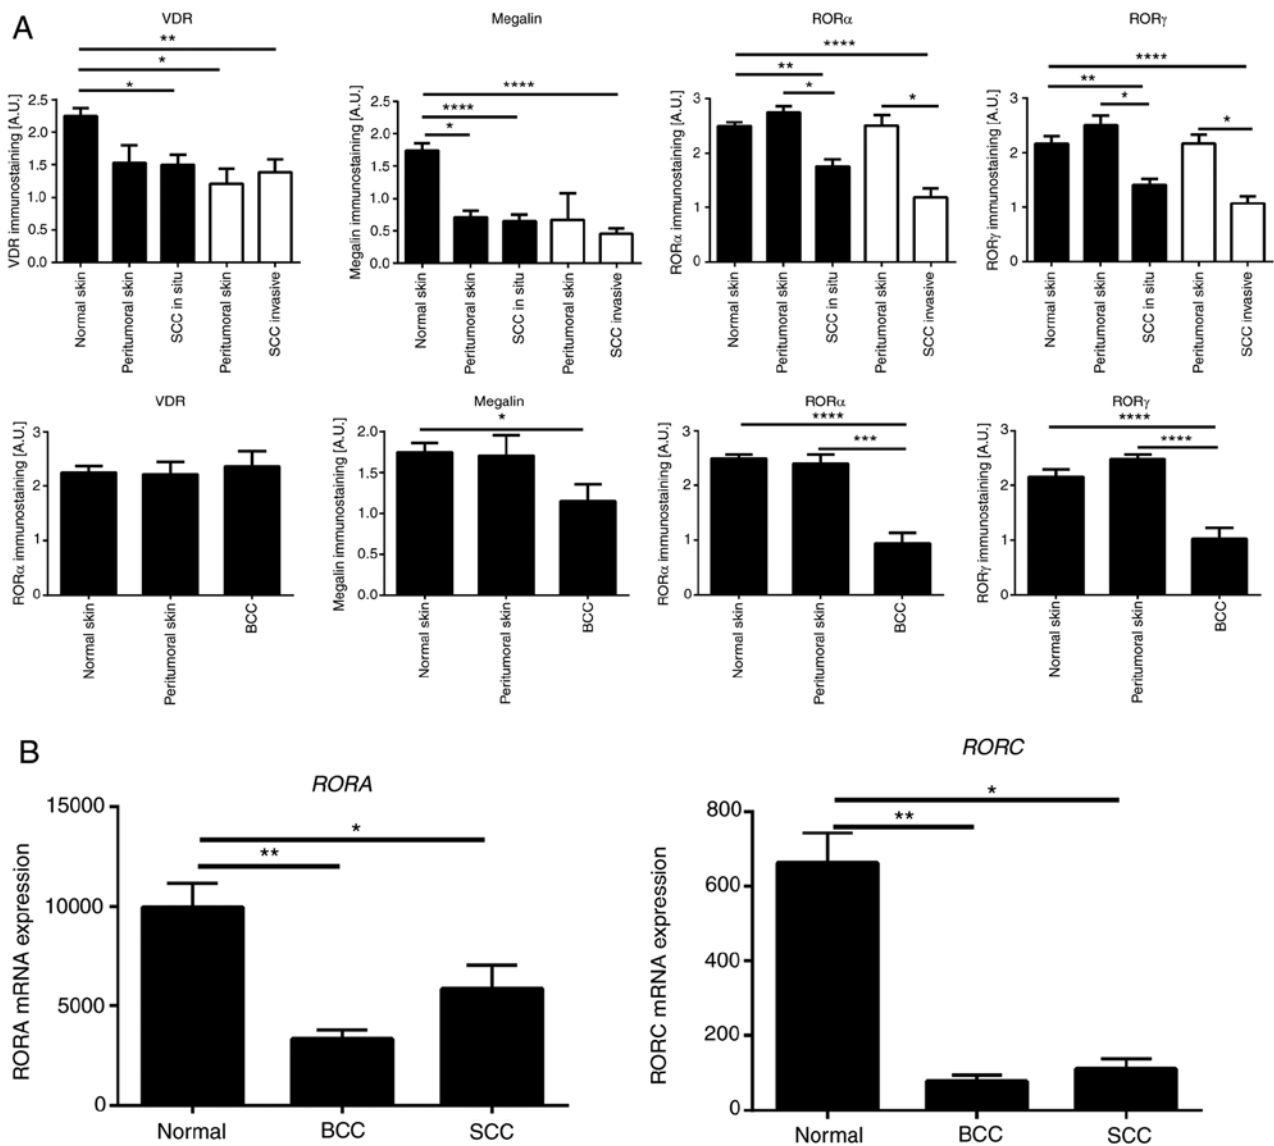 A
VDR
**
*
*
VDR immunostaining [A.U.]
2.5
2.0
1.5
1.0
0.5
0.0
Normal skin
Peritumoral skin
SCC in situ
Peritumoral skin
SCC invasive
Megalin
****
****
*
Megalin immunostaining [A.U.]
2.5
2.0
1.5
1.0
0.5
0.0
Normal skin
Peritumoral skin
SCC in situ
Peritumoral skin
SCC invasive
RORα
****
**
*
*
RORα immunostaining [A.U.]
3
2
1
0
Normal skin
Peritumoral skin
SCC in situ
Peritumoral skin
SCC invasive
RORγ
****
**
*
*
RORγ immunostaining [A.U.]
3
2
1
0
Normal skin
Peritumoral skin
SCC in situ
Peritumoral skin
SCC invasive
VDR
RORα immunostaining [A.U.]
3
2
1
0
Normal skin
Peritumoral skin
BCC
Megalin
*
Megalin immunostaining [A.U.]
2.0
1.5
1.0
0.5
0.0
Normal skin
Peritumoral skin
BCC
RORα
****
***
RORα immunostaining [A.U.]
3
2
1
0
Normal skin
Peritumoral skin
BCC
RORγ
****
****
RORγ immunostaining [A.U.]
3
2
1
0
Normal skin
Peritumoral skin
BCC
B
RORA
*
**
RORA mRNA expression
15000
10000
5000
0
Normal
BCC
SCC
RORC
*
**
RORC mRNA expression
800
600
400
200
0
Normal
BCC
SCC